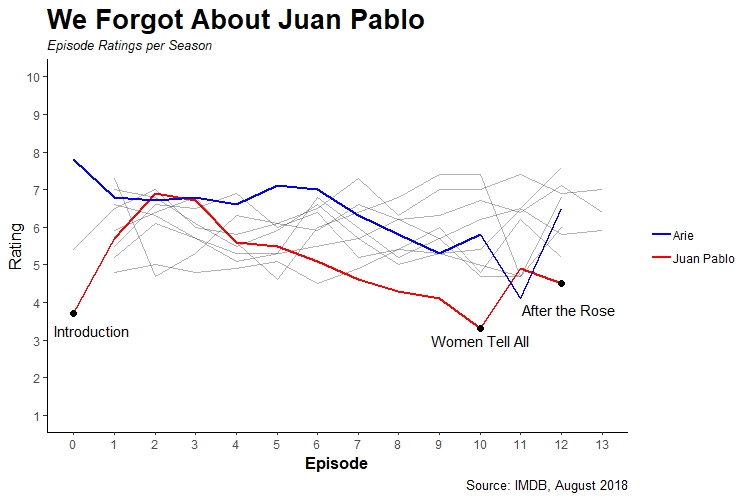 We Forgot About Juan Pablo
Episode Ratings per Season
10
9
8
7
6
5
4
3
2
1
Rating
Introduction
Women Tell All
After the Rose
Arie
Juan Pablo
0 1 2 3 4 5 6 7 8 9 10 11 12 13
Episode
Source: IMDB, August 2018